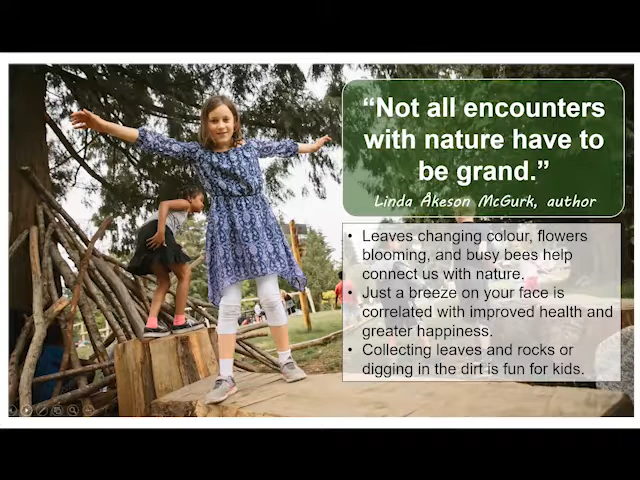 “Not all encounters
with nature have to
be grand.”
Linda Åkeson McGurk, author
• Leaves changing colour, flowers
blooming, and busy bees help
connect us with nature.
• Just a breeze on your face is
correlated with improved health and
greater happiness.
• Collecting leaves and rocks or
digging in the dirt is fun for kids.